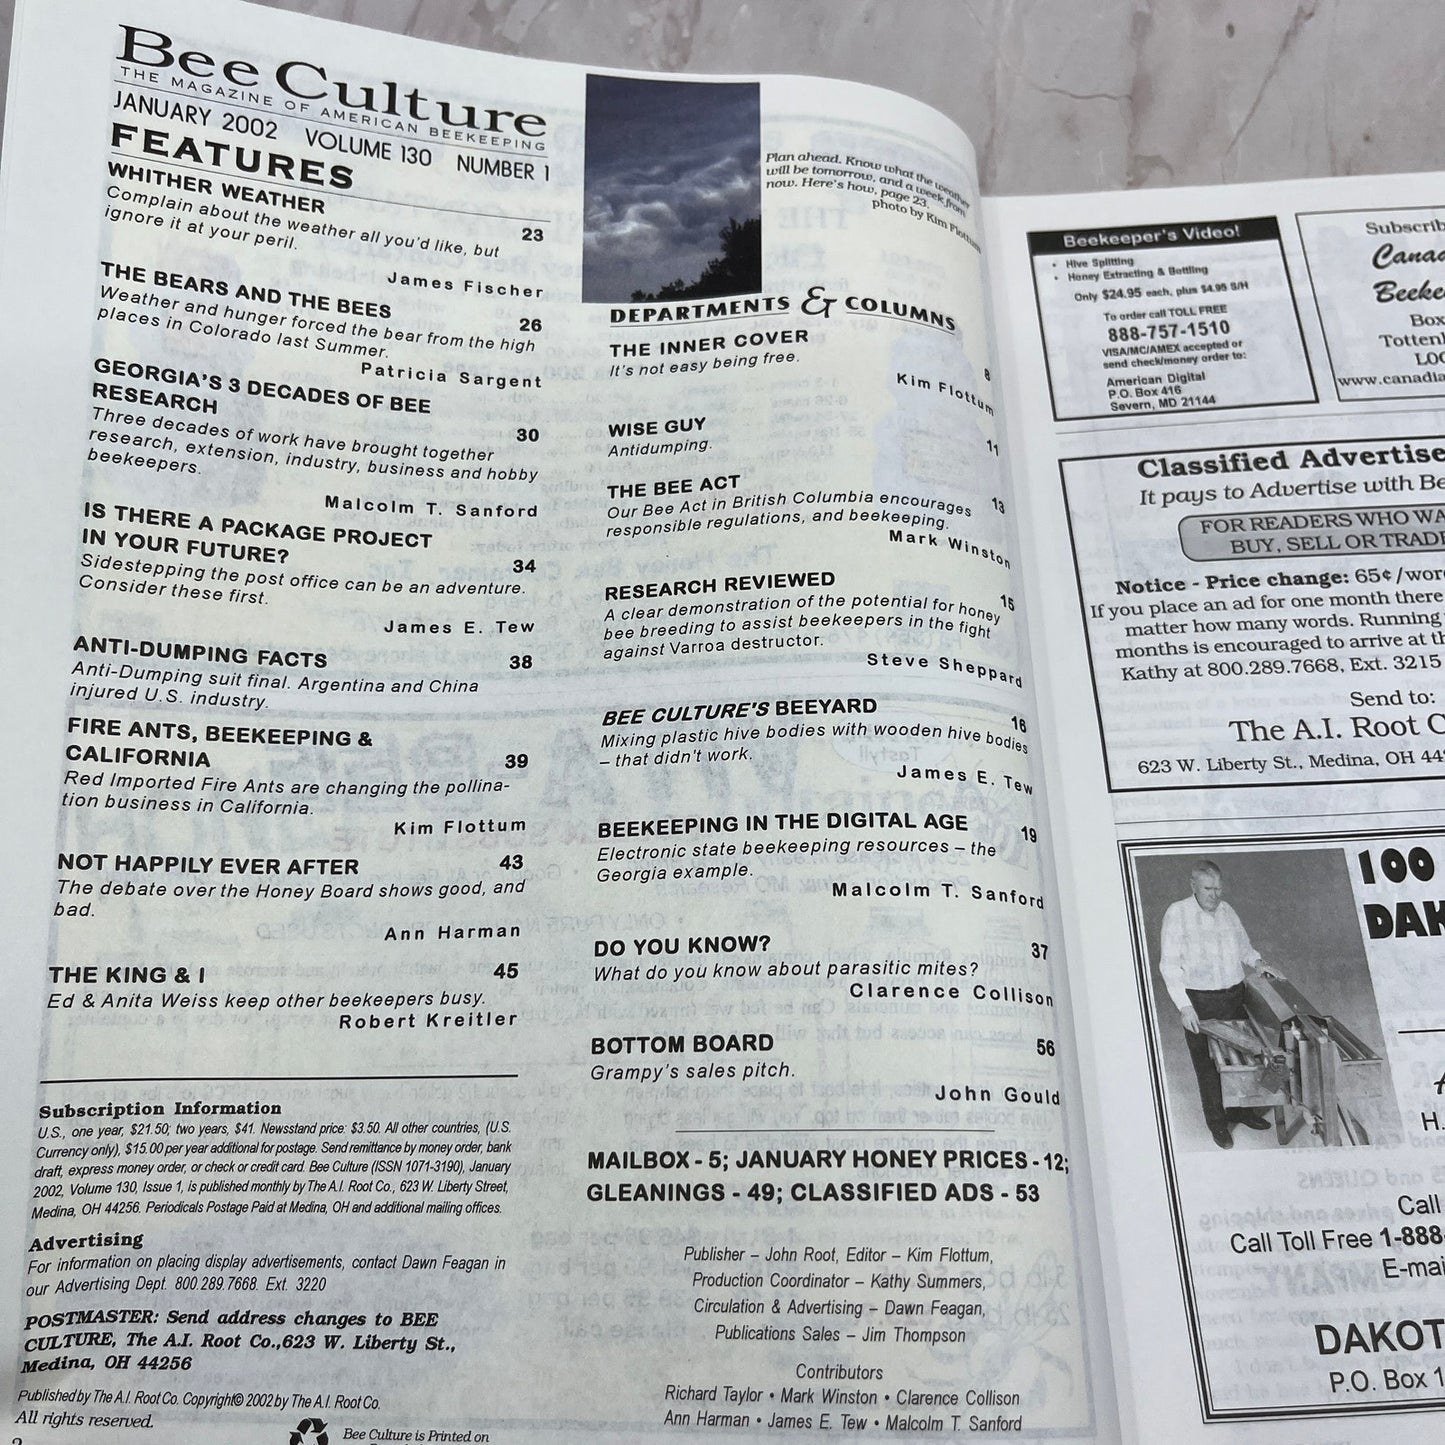 Bee Culture
THE MAGAZINE OF AMERICAN BEEKEEPING
JANUARY 2002 VOLUME 130 NUMBER 1
FEATURES
WHITHER WEATHER 23
Complain about the weather all you'd like, but
ignore it at your peril.
James Fischer
THE BEARS AND THE BEES 26
Weather and hunger forced the bear from the high
places in Colorado last Summer.
Patricia Sargent
GEORGIA'S 3 DECADES OF BEE
RESEARCH 30
Three decades of work have brought together
research, extension, industry, business and hobby
beekeepers.
Malcolm T. Sanford
IS THERE A PACKAGE PROJECT
IN YOUR FUTURE? 34
Sidestepping the post office can be an adventure.
Consider these first.
James E. Tew
ANTI-DUMPING FACTS 38
Anti-Dumping suit final. Argentina and China
injured U.S. industry.
FIRE ANTS, BEEKEEPING &
CALIFORNIA 39
Red Imported Fire Ants are changing the pollina-
tion business in California.
Kim Flottum
NOT HAPPILY EVER AFTER 43
The debate over the Honey Board shows good, and
bad.
Ann Harman
THE KING & I 45
Ed & Anita Weiss keep other beekeepers busy.
Robert Kreitler
Subscription Information
U.S., one year, $21.50; two years, $41. Newsstand price: $3.50. All other countries, (U.S.
Currency only), $15.00 per year additional for postage. Send remittance by money order, bank
draft, express money order, or check or credit card. Bee Culture (ISSN 1071-3190), January
2002, Volume 130, Issue 1, is published monthly by The A.I. Root Co., 623 W. Liberty Street,
Medina, OH 44256. Periodicals Postage Paid at Medina, OH and additional mailing offices.
Advertising
For information on placing display advertisements, contact Dawn Feagan in
our Advertising Dept. 800.289.7668. Ext. 3220
POSTMASTER: Send address changes to BEE
CULTURE, The A.I. Root Co.,623 W. Liberty St.,
Medina, OH 44256
Published by The A.I. Root Co. Copyright© 2002 by The A.I. Root Co.
All rights reserved.
Bee Culture is Printed on
2
Plan ahead. Know what the weather
will be tomorrow, and a week from
now. Here's how, page 23.
photo by Kim Flottum
DEPARTMENTS & COLUMNS
THE INNER COVER 8
It's not easy being free.
Kim Flottum
WISE GUY 11
Antidumping.
THE BEE ACT 13
Our Bee Act in British Columbia encourages
responsible regulations, and beekeeping.
Mark Winston
RESEARCH REVIEWED 15
A clear demonstration of the potential for honey
bee breeding to assist beekeepers in the fight
against Varroa destructor.
Steve Sheppard
BEE CULTURE'S BEEYARD 16
Mixing plastic hive bodies with wooden hive bodies
– that didn't work.
James E. Tew
BEEKEEPING IN THE DIGITAL AGE 19
Electronic state beekeeping resources – the
Georgia example.
Malcolm T. Sanford
DO YOU KNOW? 37
What do you know about parasitic mites?
Clarence Collison
BOTTOM BOARD 56
Grampy's sales pitch.
John Gould
MAILBOX - 5; JANUARY HONEY PRICES - 12;
GLEANINGS - 49; CLASSIFIED ADS - 53
Publisher – John Root, Editor – Kim Flottum,
Production Coordinator – Kathy Summers,
Circulation & Advertising – Dawn Feagan,
Publications Sales – Jim Thompson
Contributors
Richard Taylor • Mark Winston • Clarence Collison
Ann Harman • James E. Tew • Malcolm T. Sanford
Beekeeper's Video!
• Hive Splitting
• Honey Extracting & Bottling
Only $24.95 each, plus $4.95 S/H
To order call TOLL FREE
888-757-1510
VISA/MC/AMEX accepted or
send check/money order to:
American Digital
P.O. Box 416
Severn, MD 21144
Subscrib
Canad
Beeke
Box
Tottenh
LOG
www.canadia
Classified Advertise
It pays to Advertise with Be
FOR READERS WHO WA
BUY, SELL OR TRADE
Notice - Price change: 65¢/word
If you place an ad for one month there
matter how many words. Running
months is encouraged to arrive at th
Kathy at 800.289.7668, Ext. 3215
Send to:
The A.I. Root C
623 W. Liberty St., Medina, OH 44
100
DAK
H.
Call
Call Toll Free 1-888-
E-mai
DAKOT
P.O. Box 1